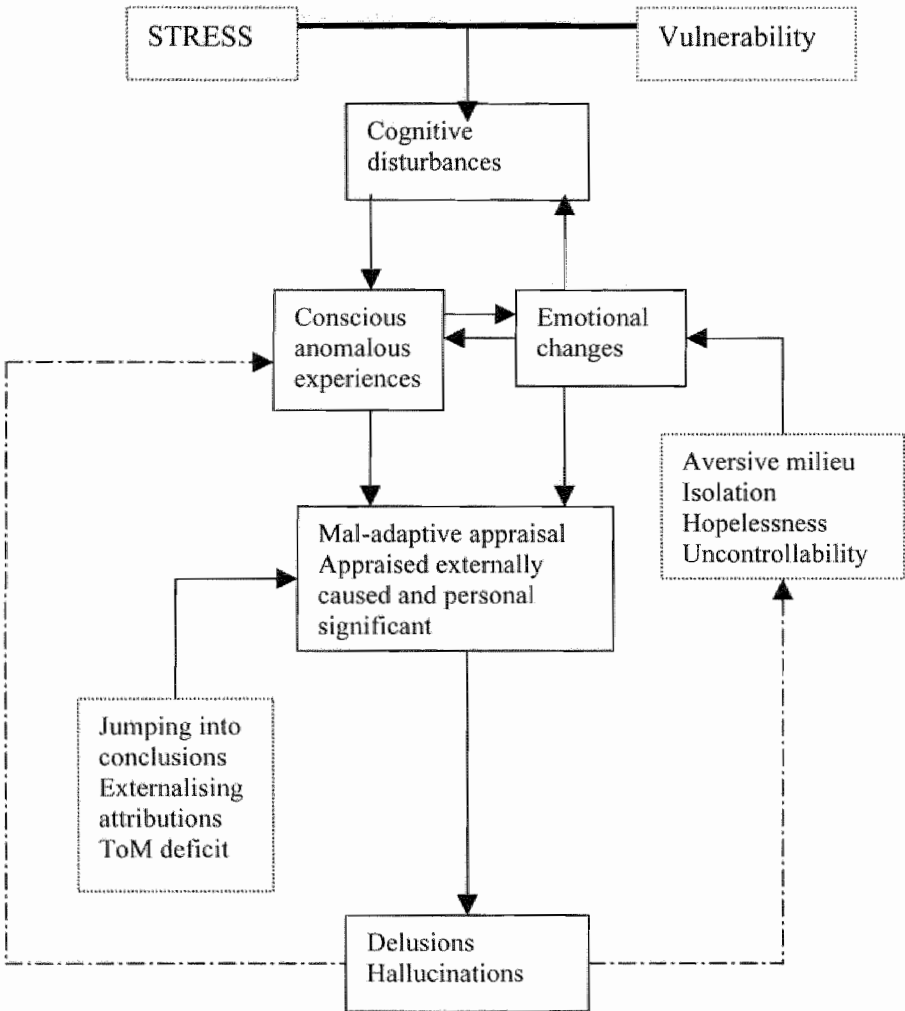 STRESS
Vulnerability
Cognitive
disturbances
Conscious
anomalous
experiences
Emotional
changes
Aversive milieu
Isolation
Hopelessness
Uncontrollability
Mal-adaptive appraisal
Appraised externally
caused and personal
significant
Jumping into
conclusions
Externalising
attributions
ToM deficit
Delusions
Hallucinations